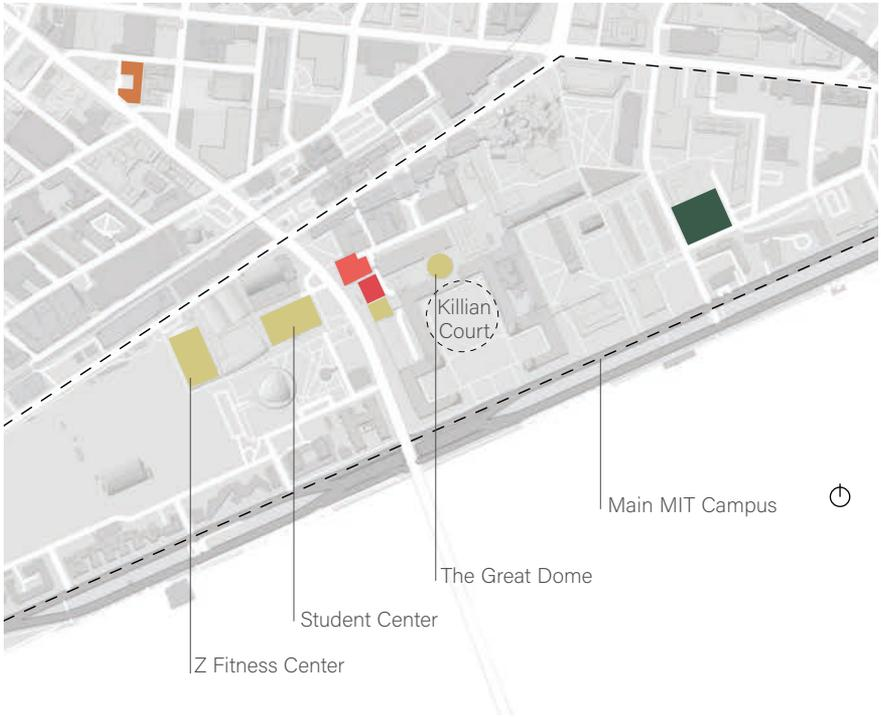 Killian
Court
Main MIT Campus
The Great Dome
Student Center
Z Fitness Center